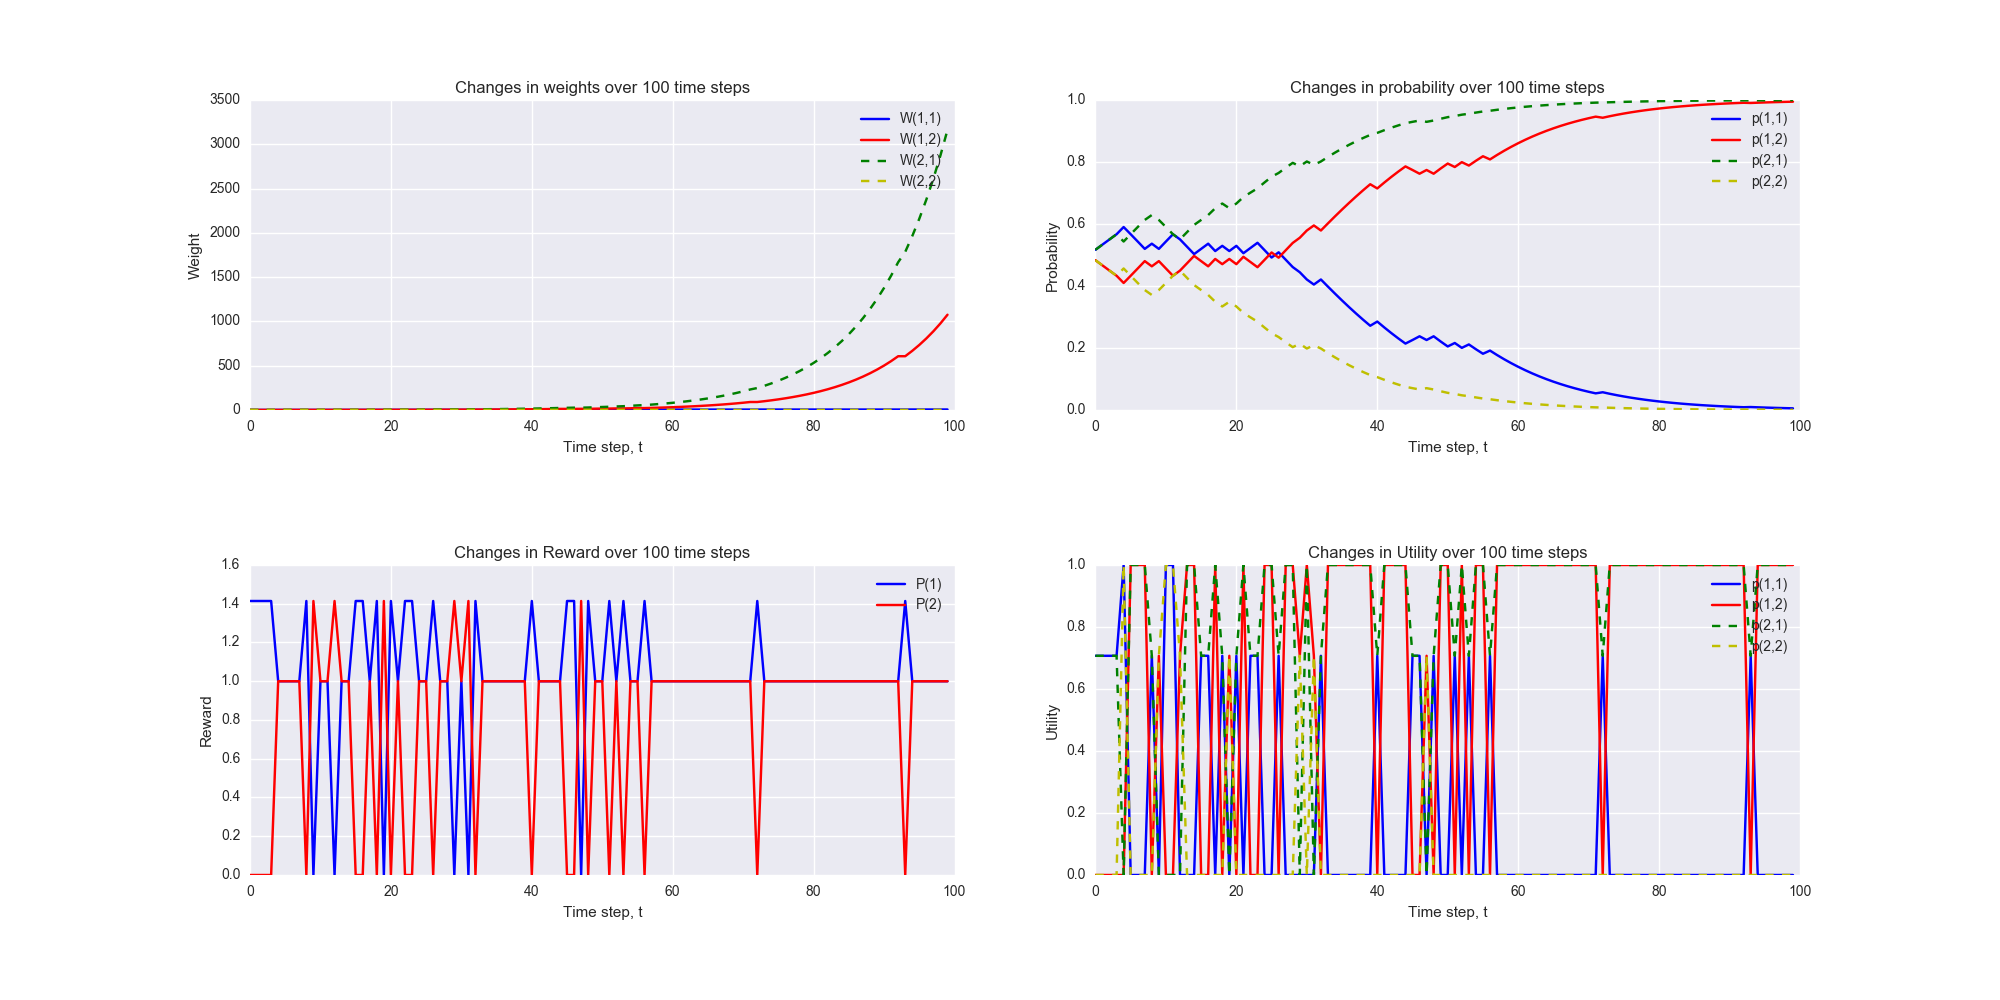 Changes in weights over 100 time steps
3500
3000
2500
2000
1500
1000
500
0
Weight
W(1,1)
W(1,2)
W(2,1)
W(2,2)
0 20 40 60 80 100
Time step, t
Changes in probability over 100 time steps
1.0
0.8
0.6
0.4
0.2
0.0
Probability
p(1,1)
p(1,2)
p(2,1)
p(2,2)
0 20 40 60 80 100
Time step, t
Changes in Reward over 100 time steps
1.6
1.4
1.2
1.0
0.8
0.6
0.4
0.2
0.0
Reward
P(1)
P(2)
0 20 40 60 80 100
Time step, t
Changes in Utility over 100 time steps
1.0
0.8
0.6
0.4
0.2
0.0
Utility
p(1,1)
p(1,2)
p(2,1)
p(2,2)
0 20 40 60 80 100
Time step, t